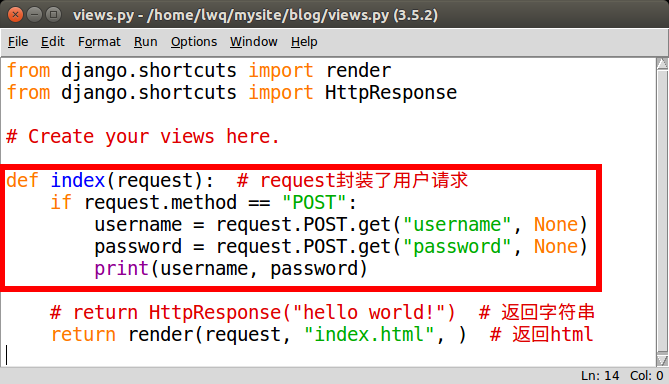 views.py - /home/lwq/mysite/blog/views.py (3.5.2)
File Edit Format Run Options Window Help
from django.shortcuts import render
from django.shortcuts import HttpResponse
# Create your views here.
def index(request):  # request封装了用户请求
    if request.method == "POST":
        username = request.POST.get("username", None)
        password = request.POST.get("password", None)
        print(username, password)
    # return HttpResponse("hello world!")  # 返回字符串
    return render(request, "index.html", )  # 返回html
Ln: 14 Col: 0